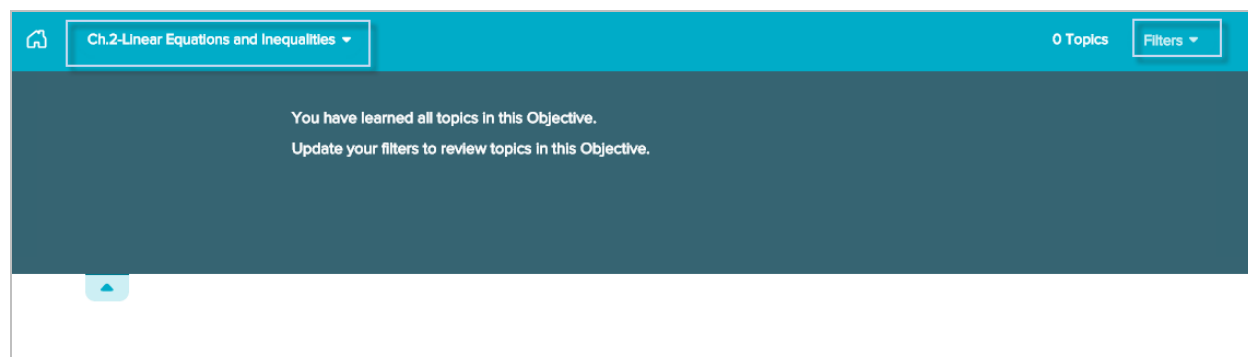 Ch.2-Linear Equations and Inequalities
0 Topics
Filters
You have learned all topics in this Objective.
Update your filters to review topics in this Objective.